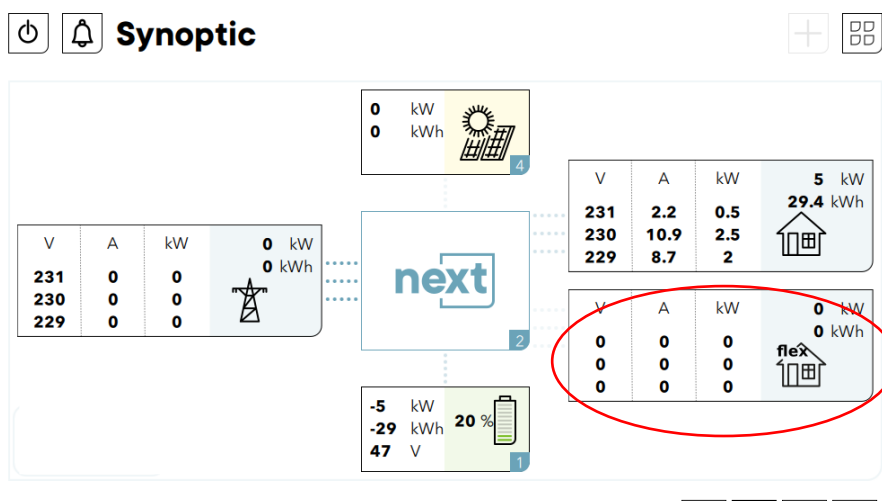 Synoptic
0 kW
0 kWh
4
V A kW 0 kW
0 kWh
231 0 0
230 0 0
229 0 0
next
2
V A kW 5 kW
29.4 kWh
231 2.2 0.5
230 10.9 2.5
229 8.7 2
V A kW 0 kW
0 kWh
0 0 0
flex
0 0 0
0 0 0
-5 kW
-29 kWh 20 %
47 V
1